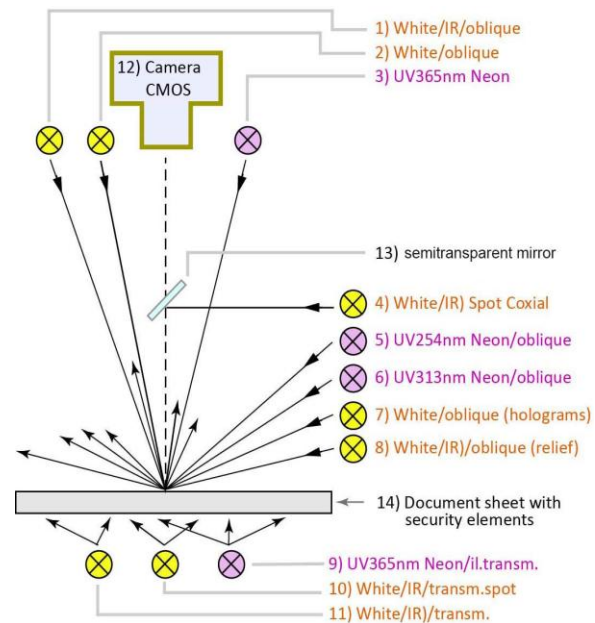 1) White/IR/oblique
2) White/oblique
12) Camera
CMOS
3) UV365nm Neon
13) semitransparent mirror
4) White/IR) Spot Coxial
5) UV254nm Neon/oblique
6) UV313nm Neon/oblique
7) White/oblique (holograms)
8) White/IR)/oblique (relief)
14) Document sheet with
security elements
9) UV365nm Neon/il.transm.
10) White/IR/transm.spot
11) White/IR)/transm.